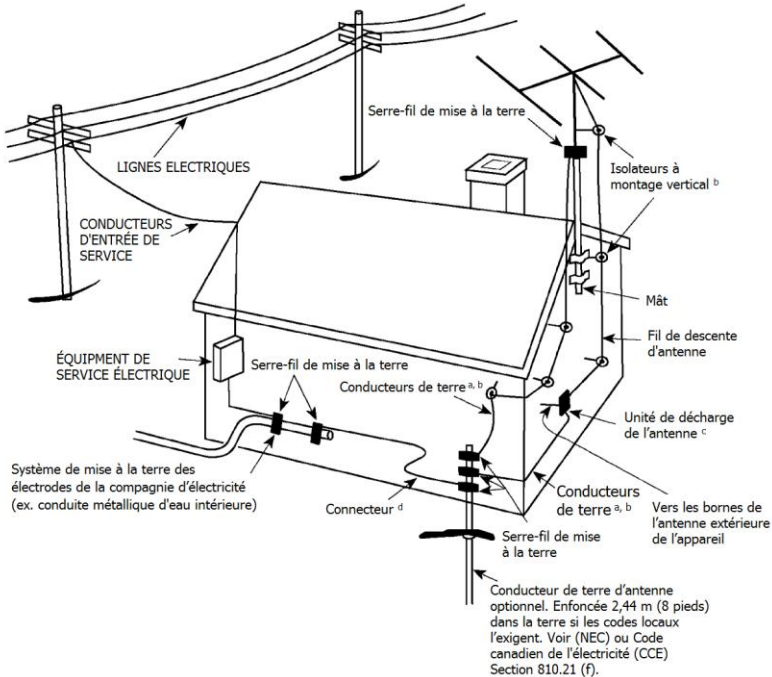 Serre-fil de mise à la terre
LIGNES ELECTRIQUES
Isolateurs à
montage vertical b
CONDUCTEURS
D'ENTRÉE DE
SERVICE
Mât
Fil de descente
d'antenne
ÉQUIPMENT DE
SERVICE ÉLECTRIQUE
Serre-fil de mise à la terre
Conducteurs de terre a, b
Unité de décharge
de l'antenne c
Système de mise à la terre des
électrodes de la compagnie d'électricité
(ex. conduite métallique d'eau intérieure)
Connecteur d
Conducteurs
de terre a, b
Vers les bornes de
l'antenne extérieure
de l'appareil
Serre-fil de mise
à la terre
Conducteur de terre d'antenne
optionnel. Enfoncée 2,44 m (8 pieds)
dans la terre si les codes locaux
l'exigent. Voir (NEC) ou Code
canadien de l'électricité (CCE)
Section 810.21 (f).